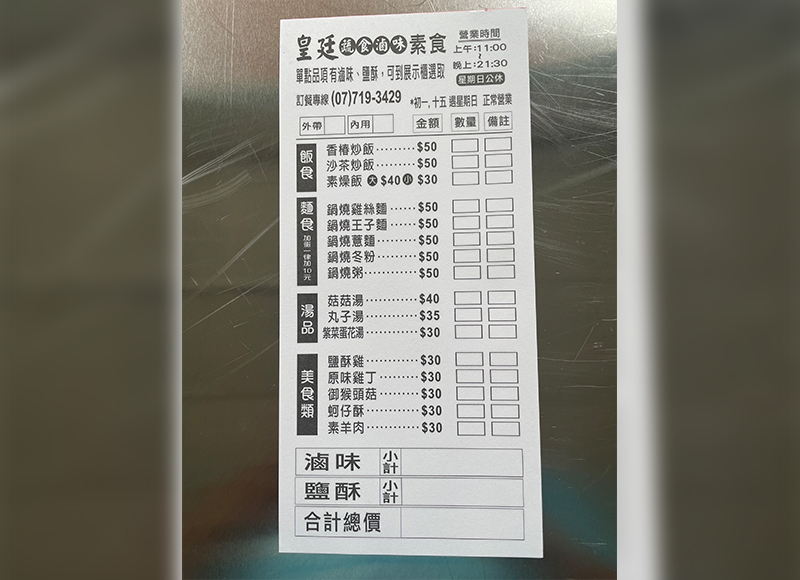 皇廷蔬食滷味素食
營業時間
上午:11:00
~
晚上:21:30
星期日公休
單點品項有滷味、鹽酥,可到展示櫃選取
訂餐專線(07)719-3429 *初一,十五 遇星期日 正常營業
外帶 內用 金額 數量 備註
飯食
香椿炒飯………$50
沙茶炒飯………$50
素燥飯 大 $40 小 $30
麵食 加蛋一律加10元
鍋燒雞絲麵……$50
鍋燒王子麵……$50
鍋燒薏麵………$50
鍋燒冬粉………$50
鍋燒粥…………$50
湯品
菇菇湯…………$40
丸子湯…………$35
紫菜蛋花湯……$30
美食類
鹽酥雞…………$30
原味雞丁………$30
御猴頭菇………$30
蚵仔酥…………$30
素羊肉…………$30
滷味 小計
鹽酥 小計
合計總價